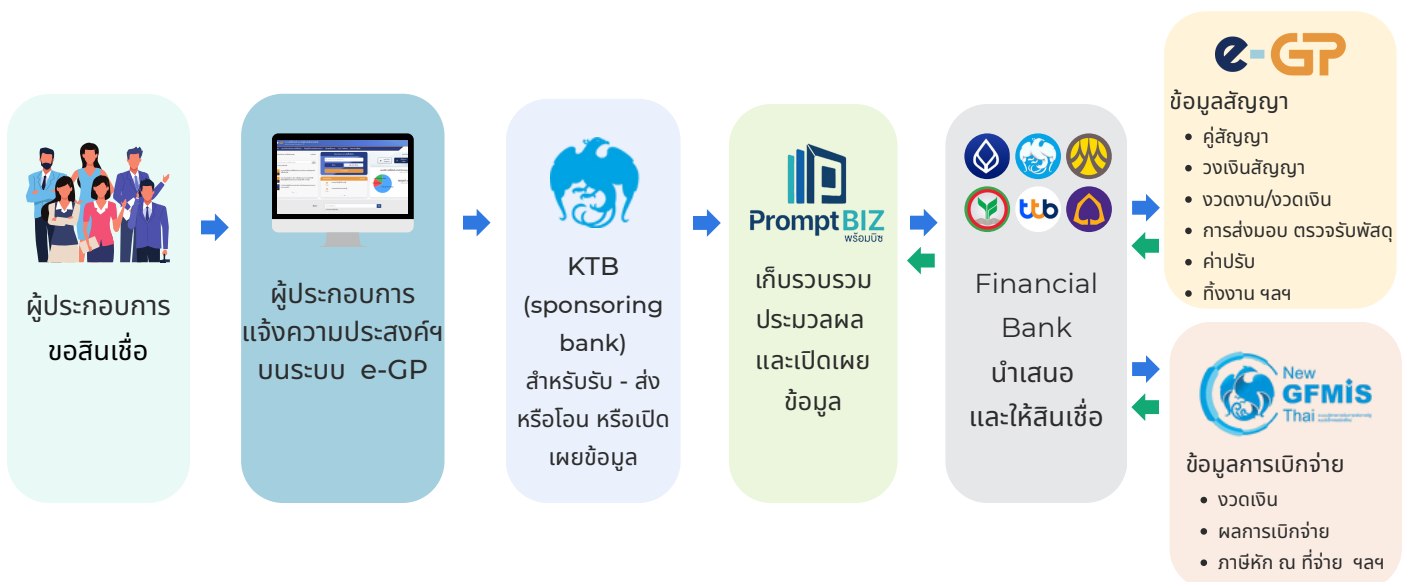 ผู้ประกอบการ
ขอสินเชื่อ
ผู้ประกอบการ
แจ้งความประสงค์ฯ
บนระบบ e-GP
KTB
(sponsoring
bank)
สำหรับรับ - ส่ง
หรือโอน หรือเปิด
เผยข้อมูล
PromptBIZ
พร้อมบิซ
เก็บรวบรวม
ประมวลผล
และเปิดเผย
ข้อมูล
ttb
Financial
Bank
นำเสนอ
และให้สินเชื่อ
e-GP
ข้อมูลสัญญา
• คู่สัญญา
• วงเงินสัญญา
• งวดงาน/งวดเงิน
• การส่งมอบ ตรวจรับพัสดุ
• ค่าปรับ
• ทิ้งงาน ฯลฯ
New
GFMiS
Thai
ข้อมูลการเบิกจ่าย
• งวดเงิน
• ผลการเบิกจ่าย
• ภาษีหัก ณ ที่จ่าย ฯลฯ